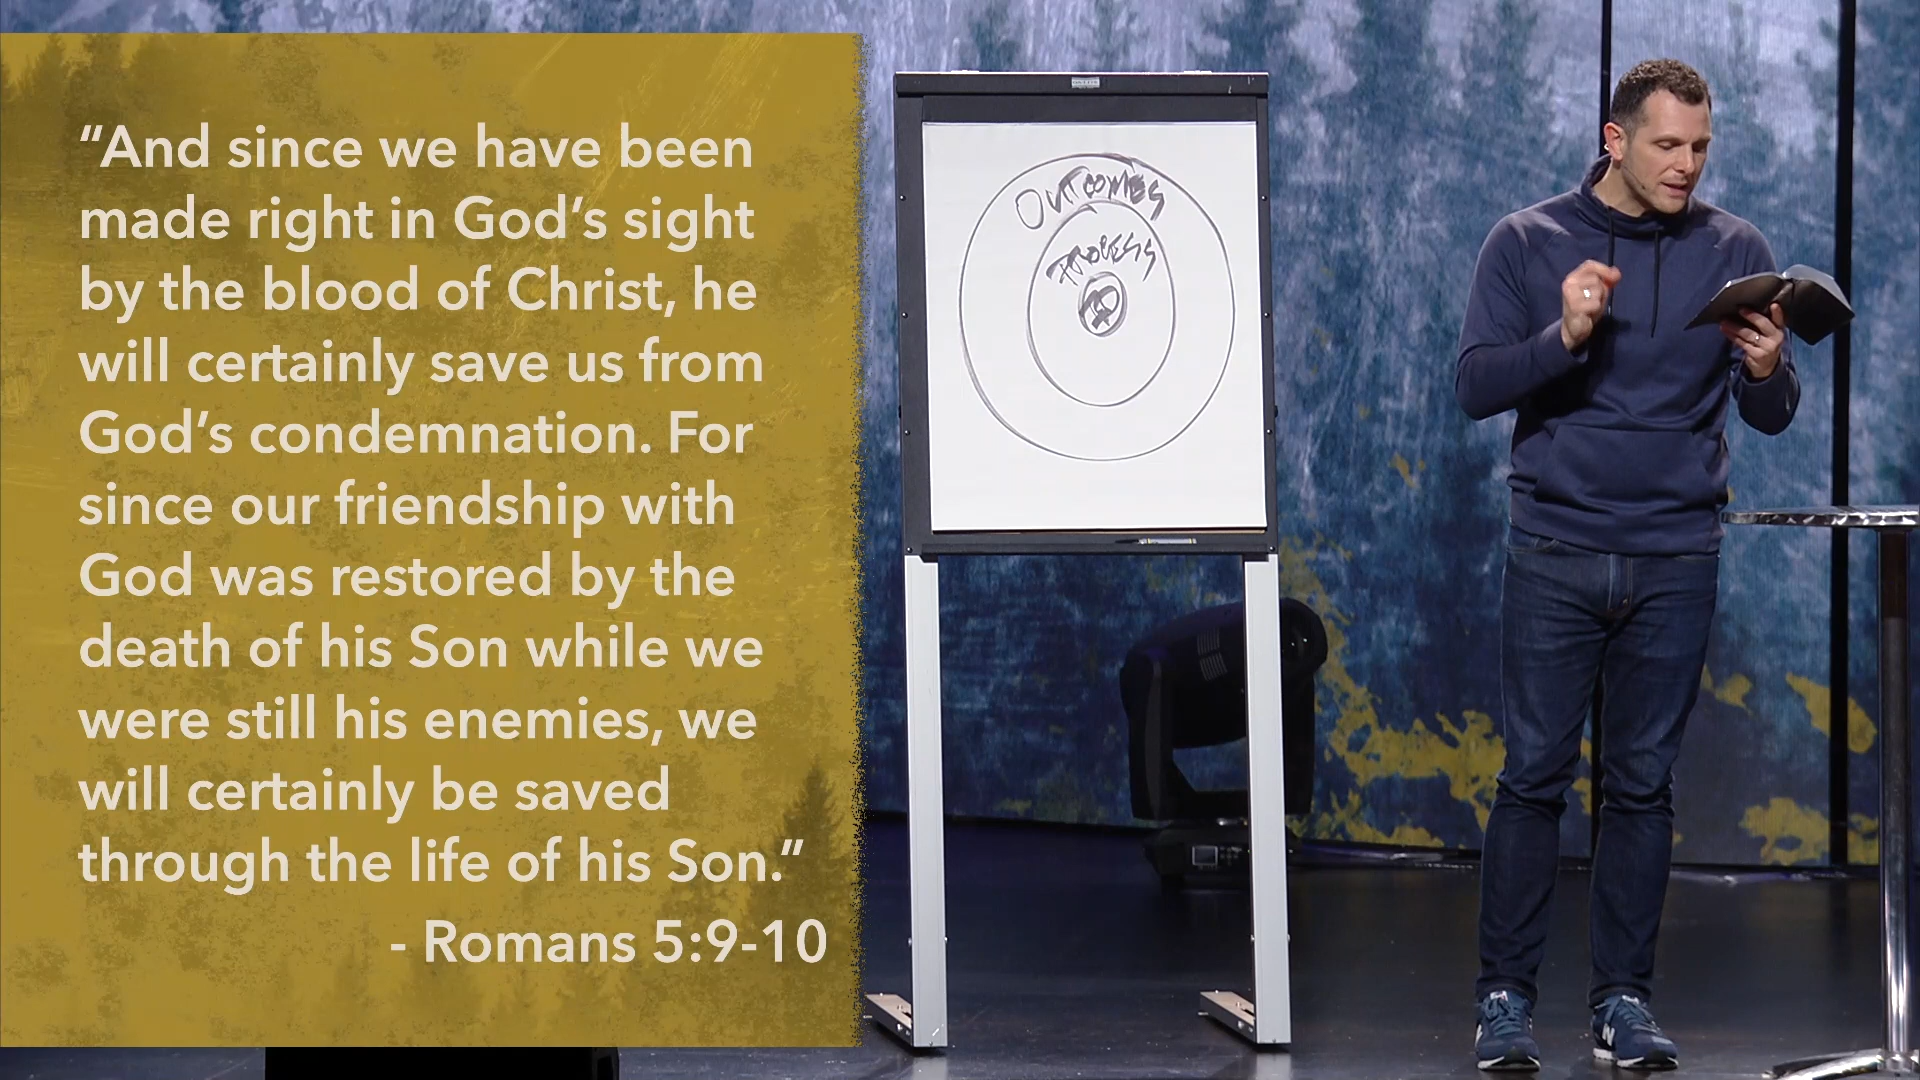 “And since we have been
made right in God’s sight
by the blood of Christ, he
will certainly save us from
God’s condemnation. For
since our friendship with
God was restored by the
death of his Son while we
were still his enemies, we
will certainly be saved
through the life of his Son.”
- Romans 5:9-10
OUTCOMES
PROCESS
ID